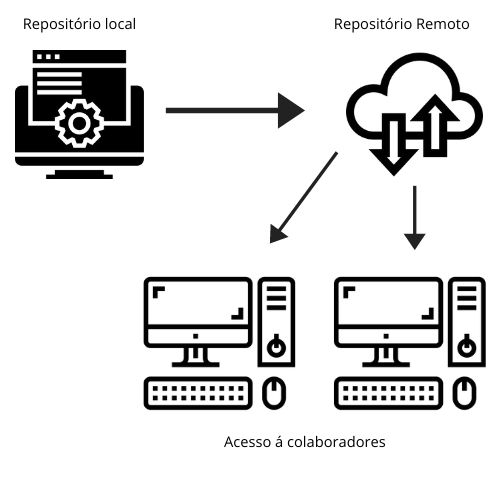 Repositório local
Repositório Remoto
Acesso á colaboradores